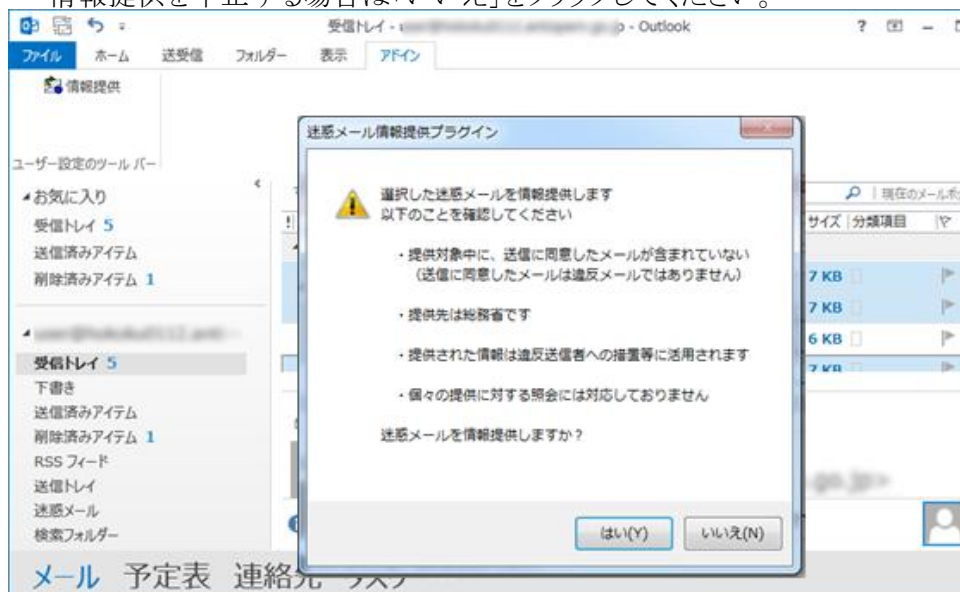 情報提供を中止する場合は「いいえ」をクリックしてください。
受信トレイ - - Outlook
ファイル ホーム 送受信 フォルダー 表示 アドイン
情報提供
ユーザー設定のツール バー
お気に入り
受信トレイ 5
送信済みアイテム
削除済みアイテム 1
受信トレイ 5
下書き
送信済みアイテム
削除済みアイテム 1
RSS フィード
送信トレイ
迷惑メール
検索フォルダー
メール 予定表 連絡先 タスク
迷惑メール情報提供プラグイン
選択した迷惑メールを情報提供します
以下のことを確認してください
・提供対象中に、送信に同意したメールが含まれていない
（送信に同意したメールは違反メールではありません）
・提供先は総務省です
・提供された情報は違反送信者への措置等に活用されます
・個々の提供に対する照会には対応しておりません
迷惑メールを情報提供しますか？
はい(Y) いいえ(N)
現在のメール
サイズ 分類項目
7 KB
7 KB
6 KB
7 KB